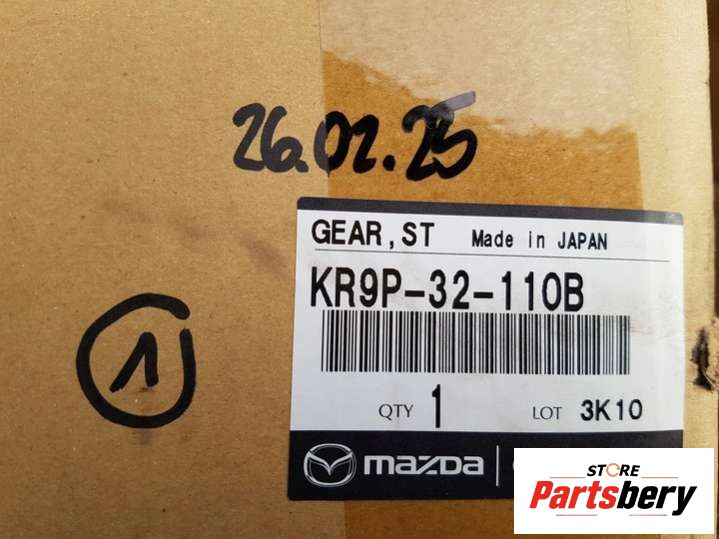 26.02.25
GEAR, ST Made in JAPAN
KR9P-32-110B
1
QTY 1 LOT 3K10
mazda
STORE
Partsbery